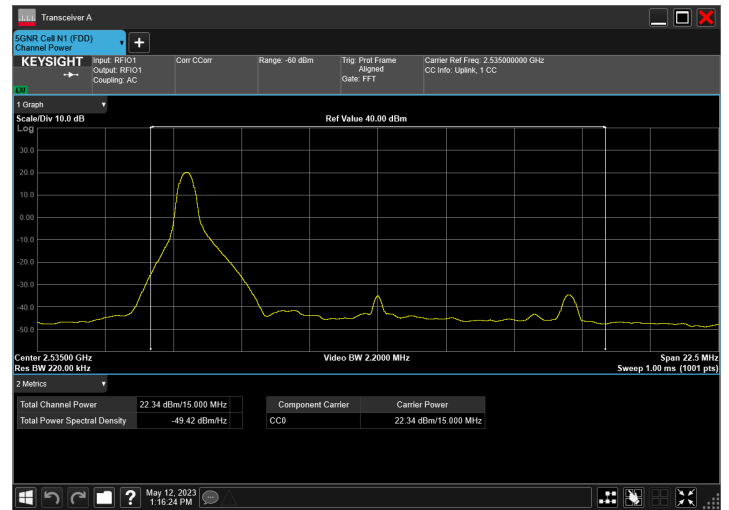 Transceiver A
5GNR Cell N1 (FDD)
Channel Power
KEYSIGHT
LXI
Input: RFIO1
Output: RFIO1
Coupling: AC
Corr CCorr
Range: -60 dBm
Trig: Prot Frame
Aligned
Gate: FFT
Carrier Ref Freq: 2.535000000 GHz
CC Info: Uplink, 1 CC
1 Graph
Scale/Div 10.0 dB
Ref Value 40.00 dBm
Log
30.0
20.0
10.0
0.00
-10.0
-20.0
-30.0
-40.0
-50.0
Center 2.53500 GHz
Video BW 2.2000 MHz
Span 22.5 MHz
Res BW 220.00 kHz
Sweep 1.00 ms (1001 pts)
2 Metrics
Total Channel Power 22.34 dBm/15.000 MHz
Total Power Spectral Density -49.42 dBm/Hz
Component Carrier Carrier Power
CC0 22.34 dBm/15.000 MHz
May 12, 2023
1:16:24 PM